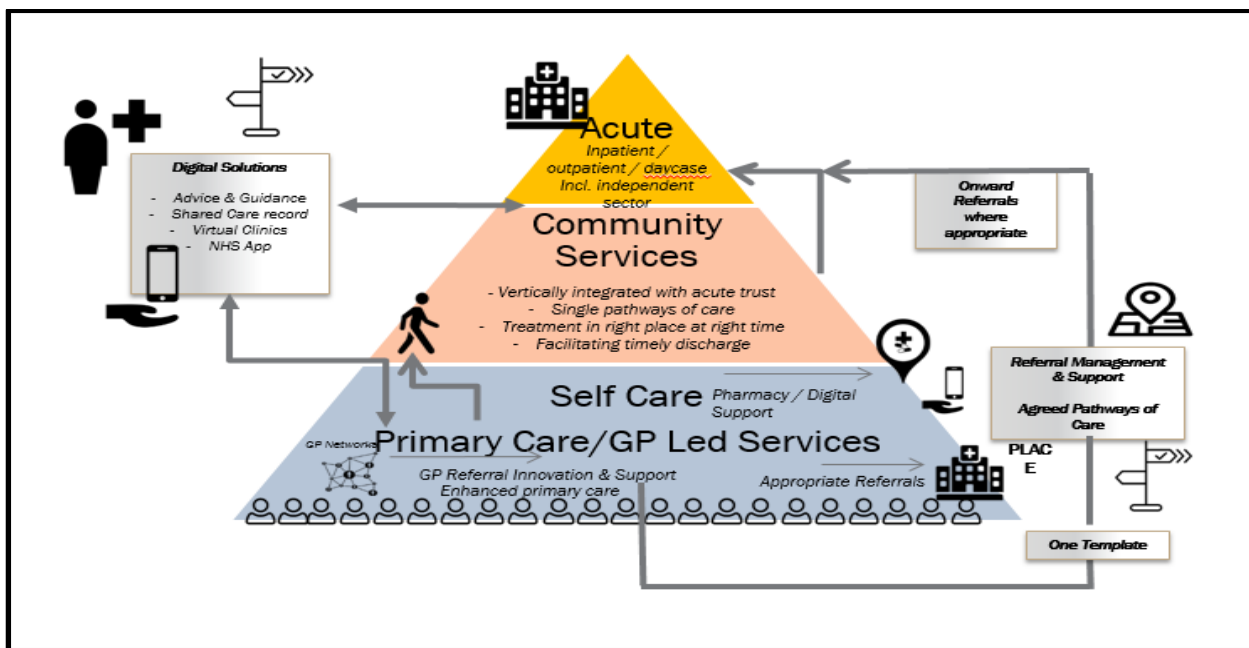 Acute
Inpatient /
outpatient / daycase
Incl. independent
sector
Digital Solutions
- Advice & Guidance
- Shared Care record
- Virtual Clinics
- NHS App
Onward
Referrals
where
appropriate
Community
Services
- Vertically integrated with acute trust
- Single pathways of care
- Treatment in right place at right time
- Facilitating timely discharge
Referral Management
& Support
Agreed Pathways of
Care
Self Care
Pharmacy / Digital
Support
Primary Care/GP Led Services
GP Networks
GP Referral Innovation & Support
Enhanced primary care
Appropriate Referrals
PLAC
E
One Template